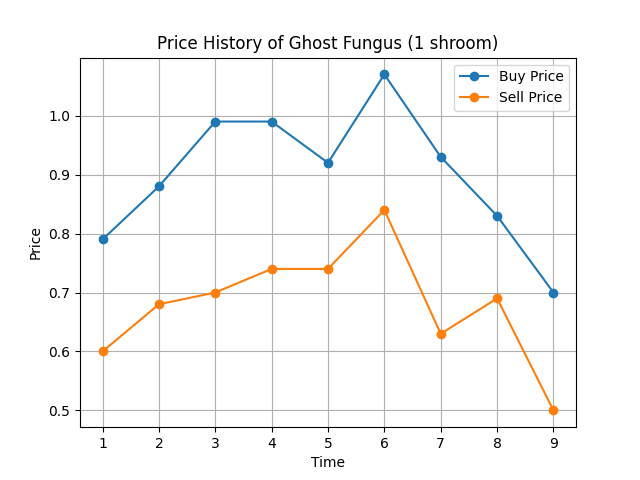 Price History of Ghost Fungus (1 shroom)
Buy Price
Sell Price
Price
1.0
0.9
0.8
0.7
0.6
0.5
1 2 3 4 5 6 7 8 9
Time